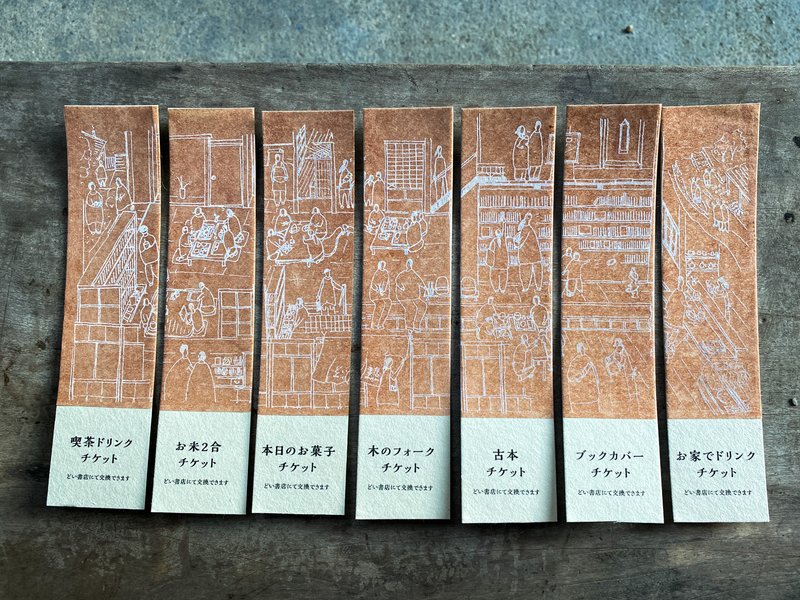 喫茶ドリンク
チケット
どい書店にて交換できます
お米2合
チケット
どい書店にて交換できます
本日のお菓子
チケット
どい書店にて交換できます
木のフォーク
チケット
どい書店にて交換できます
古本
チケット
どい書店にて交換できます
ブックカバー
チケット
どい書店にて交換できます
お家でドリンク
チケット
どい書店にて交換できます